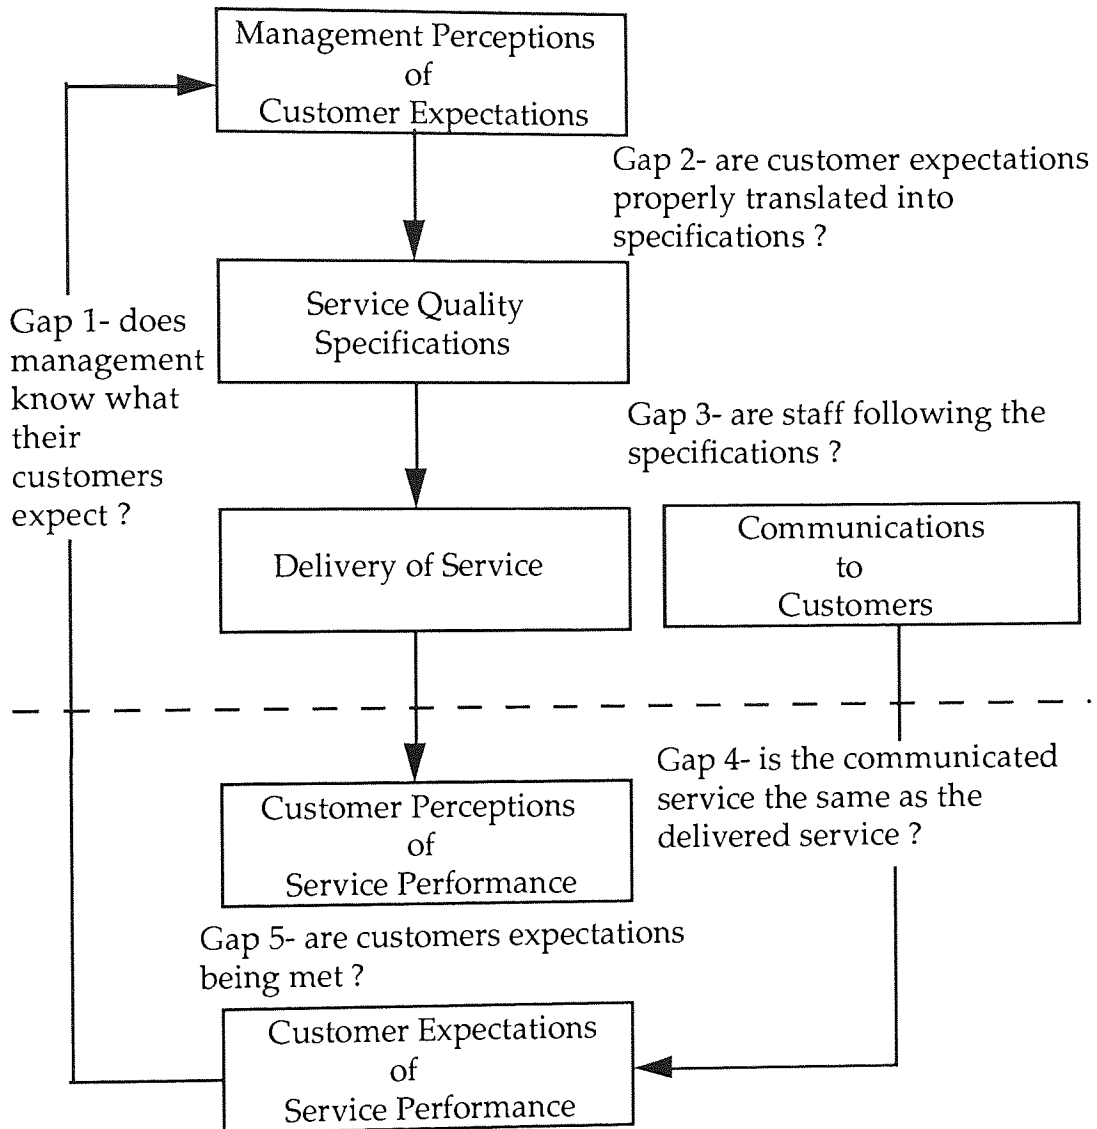 Management Perceptions
of
Customer Expectations
Gap 2- are customer expectations
properly translated into
specifications ?
Service Quality
Specifications
Gap 1- does
management
know what
their
customers
expect ?
Gap 3- are staff following the
specifications ?
Delivery of Service
Communications
to
Customers
Gap 4- is the communicated
service the same as the
delivered service ?
Customer Perceptions
of
Service Performance
Gap 5- are customers expectations
being met ?
Customer Expectations
of
Service Performance